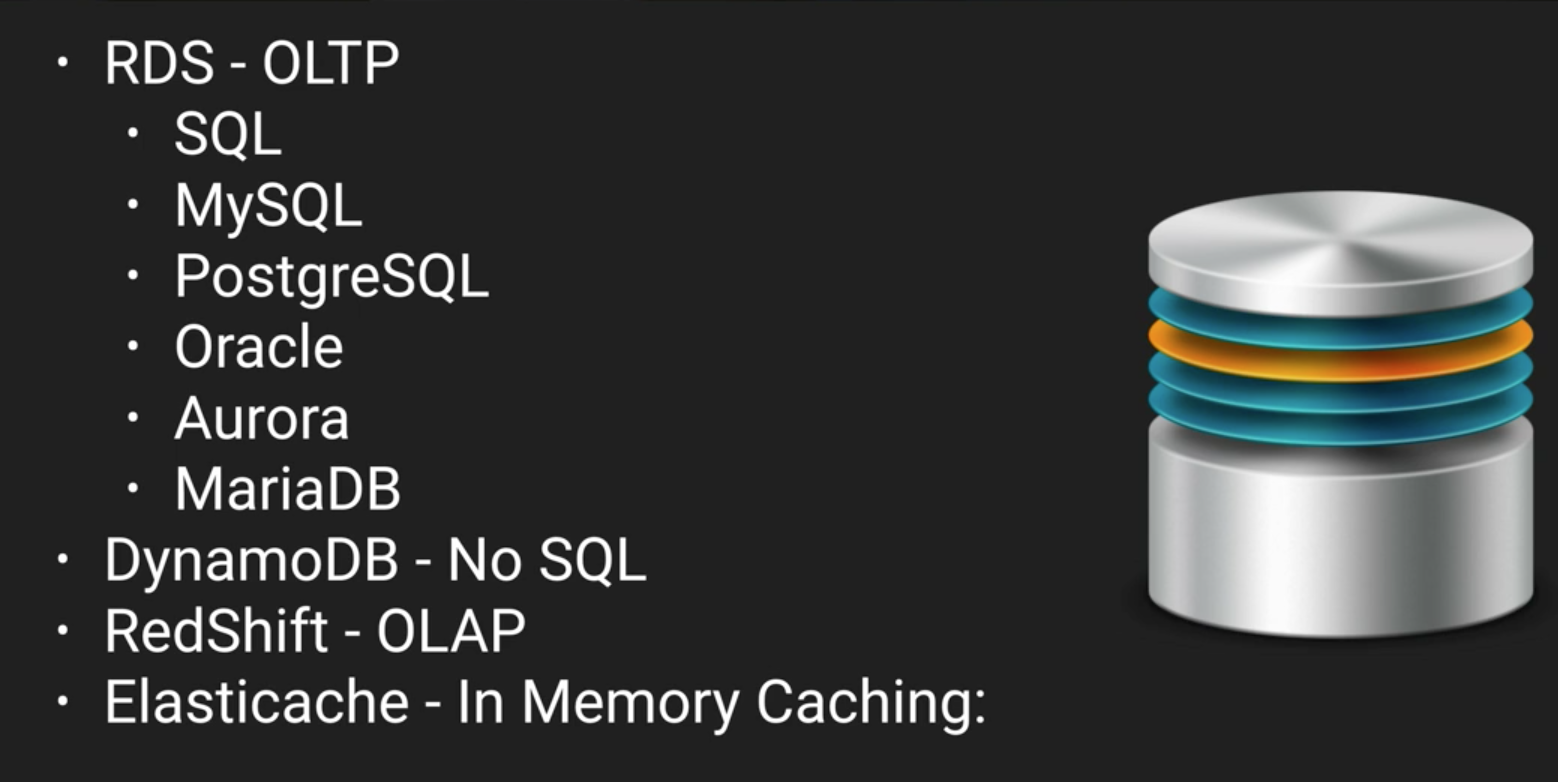 • RDS - OLTP
• SQL
• MySQL
• PostgreSQL
• Oracle
• Aurora
• MariaDB
• DynamoDB - No SQL
• RedShift - OLAP
• Elasticache - In Memory Caching: